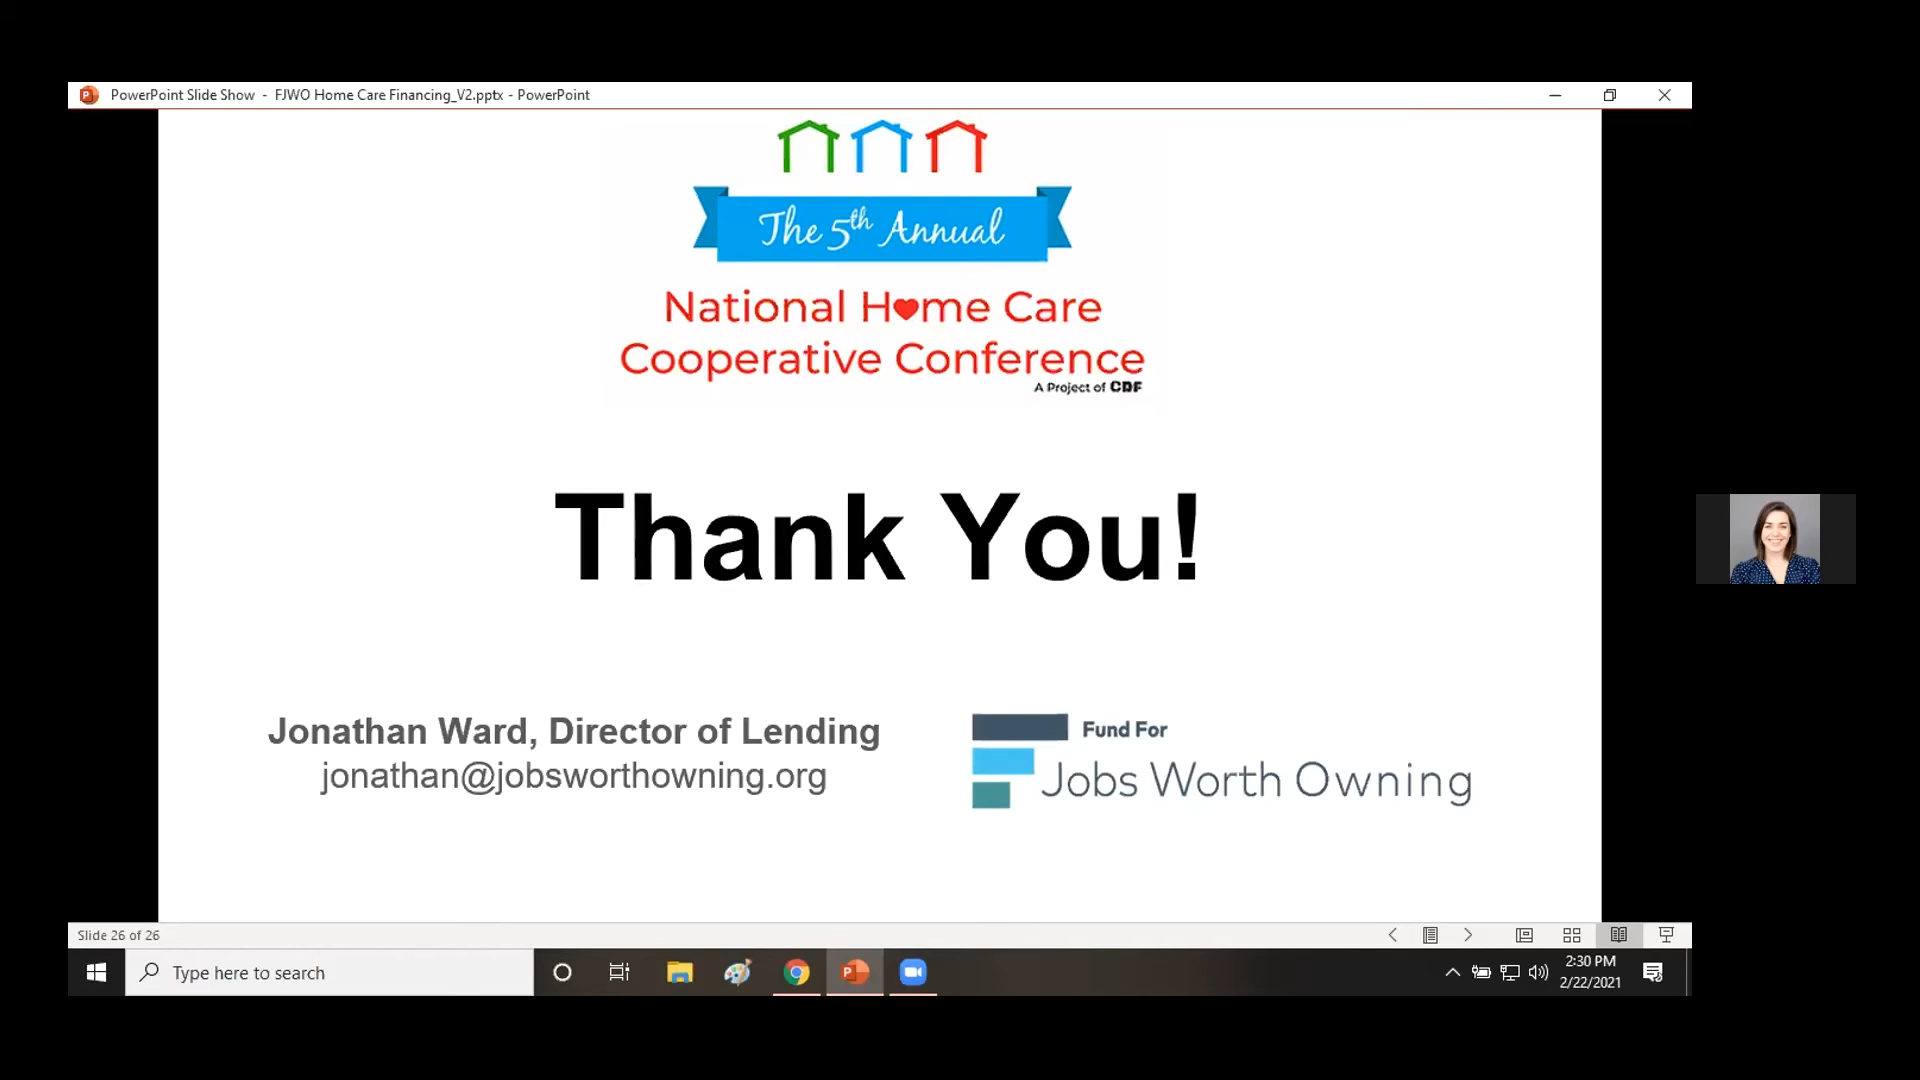 PowerPoint Slide Show - FJWO Home Care Financing_V2.pptx - PowerPoint
The 5th Annual
National Home Care
Cooperative Conference
A Project of CDF
Thank You!
Jonathan Ward, Director of Lending
jonathan@jobsworthowning.org
Fund For
Jobs Worth Owning
Slide 26 of 26
Type here to search
2:30 PM
2/22/2021